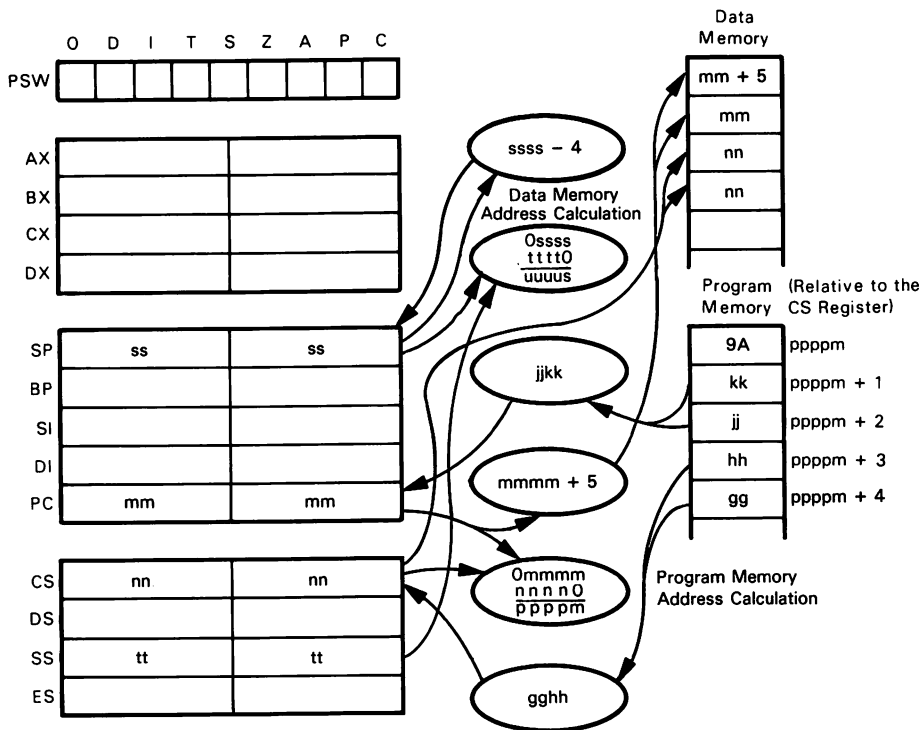 O D I T S Z A P C
PSW
AX
BX
CX
DX
SP ss ss
BP
SI
DI
PC mm mm
CS nn nn
DS
SS tt tt
ES
ssss − 4
Data Memory
Address Calculation
0ssss
tttt0
uuuus
jjkk
mmmm + 5
0mmmm
nnnn0
ppppm
Program Memory
Address Calculation
gghh
Data
Memory
mm + 5
mm
nn
nn
Program (Relative to the
Memory CS Register)
9A ppppm
kk ppppm + 1
jj ppppm + 2
hh ppppm + 3
gg ppppm + 4